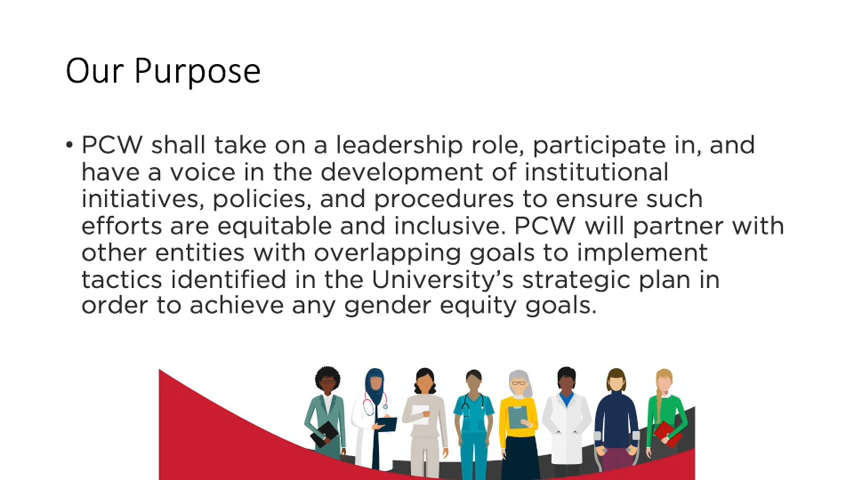 Our Purpose
• PCW shall take on a leadership role, participate in, and
have a voice in the development of institutional
initiatives, policies, and procedures to ensure such
efforts are equitable and inclusive. PCW will partner with
other entities with overlapping goals to implement
tactics identified in the University’s strategic plan in
order to achieve any gender equity goals.